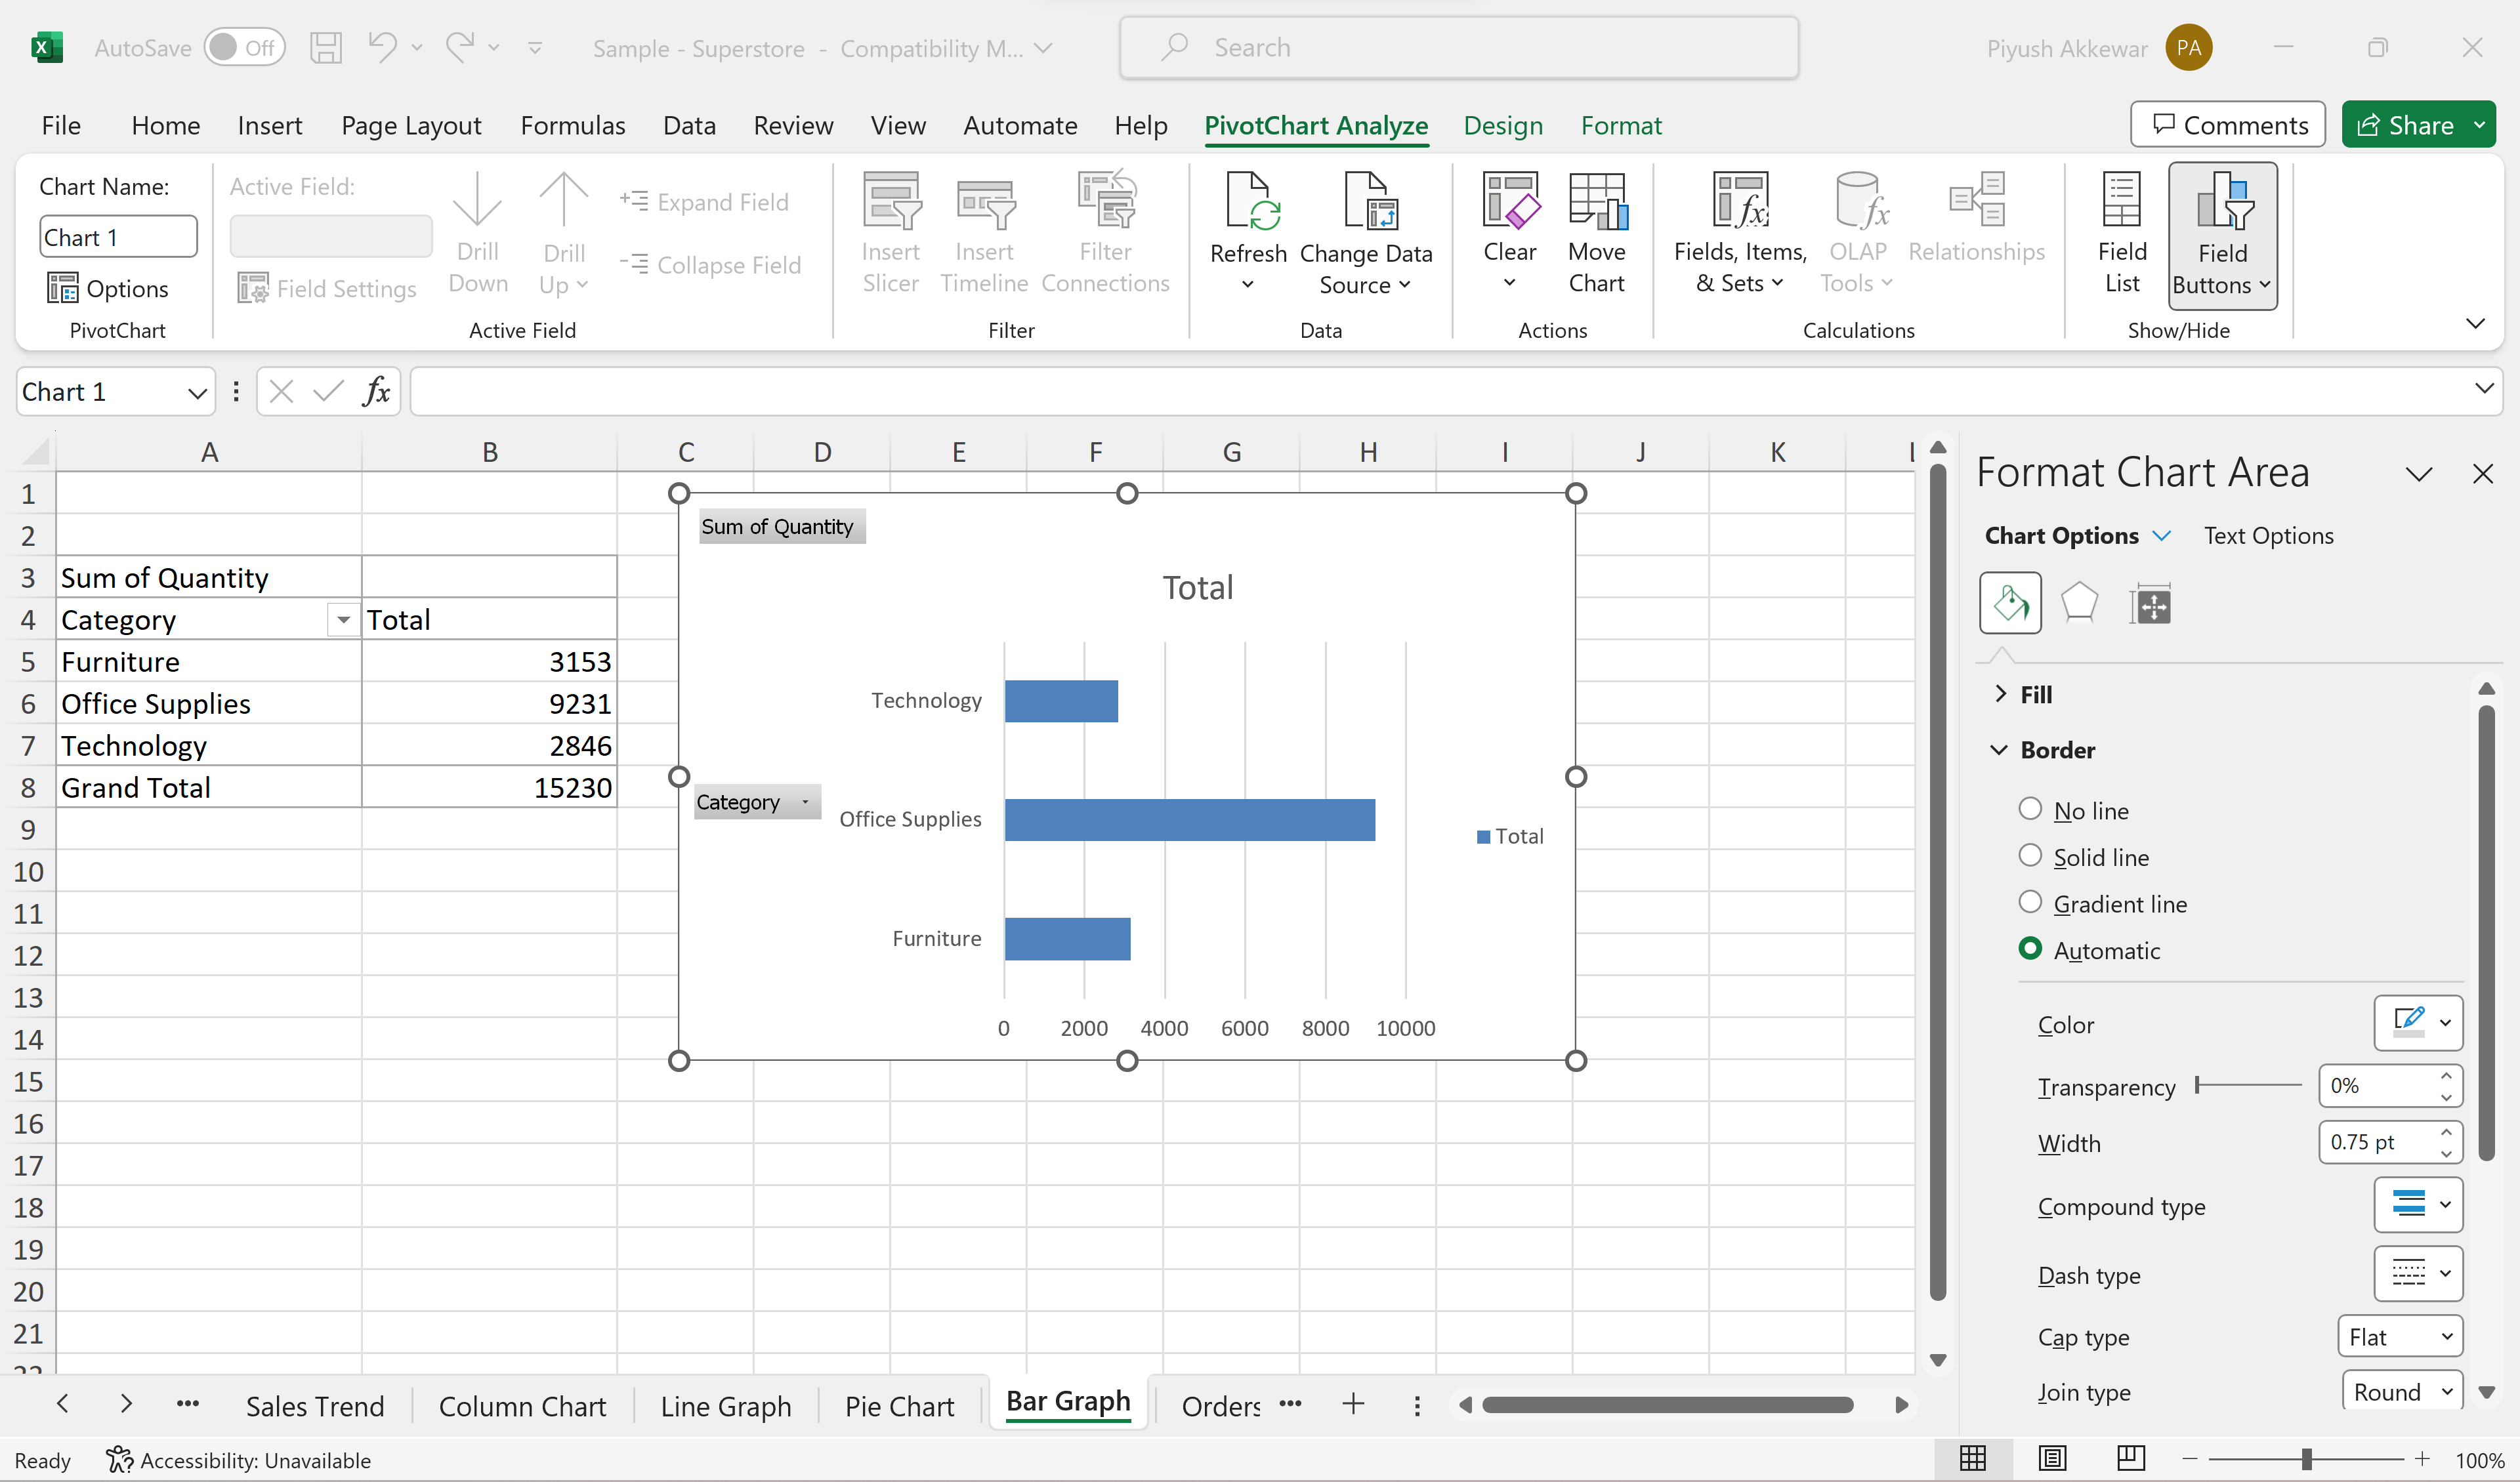 AutoSave Off Sample - Superstore - Compatibility M... Search Piyush Akkewar PA
File Home Insert Page Layout Formulas Data Review View Automate Help PivotChart Analyze Design Format Comments Share
Chart Name:
Chart 1
Options
PivotChart
Active Field:
Field Settings
Drill Down
Drill Up
Expand Field
Collapse Field
Active Field
Insert Slicer
Insert Timeline
Filter Connections
Filter
Refresh
Change Data Source
Data
Clear
Move Chart
Actions
Fields, Items, & Sets
OLAP Tools
Relationships
Calculations
Field List
Field Buttons
Show/Hide
Chart 1 fx
A B C D E F G H I J K
1
2
3 Sum of Quantity
4 Category Total
5 Furniture 3153
6 Office Supplies 9231
7 Technology 2846
8 Grand Total 15230
9
10
11
12
13
14
15
16
17
18
19
20
21
Sum of Quantity
Total
Technology
Category
Office Supplies
Total
Furniture
0 2000 4000 6000 8000 10000
Format Chart Area
Chart Options Text Options
Fill
Border
No line
Solid line
Gradient line
Automatic
Color
Transparency 0%
Width 0.75 pt
Compound type
Dash type
Cap type Flat
Join type Round
... Sales Trend Column Chart Line Graph Pie Chart Bar Graph Orders ...
Ready Accessibility: Unavailable 100%